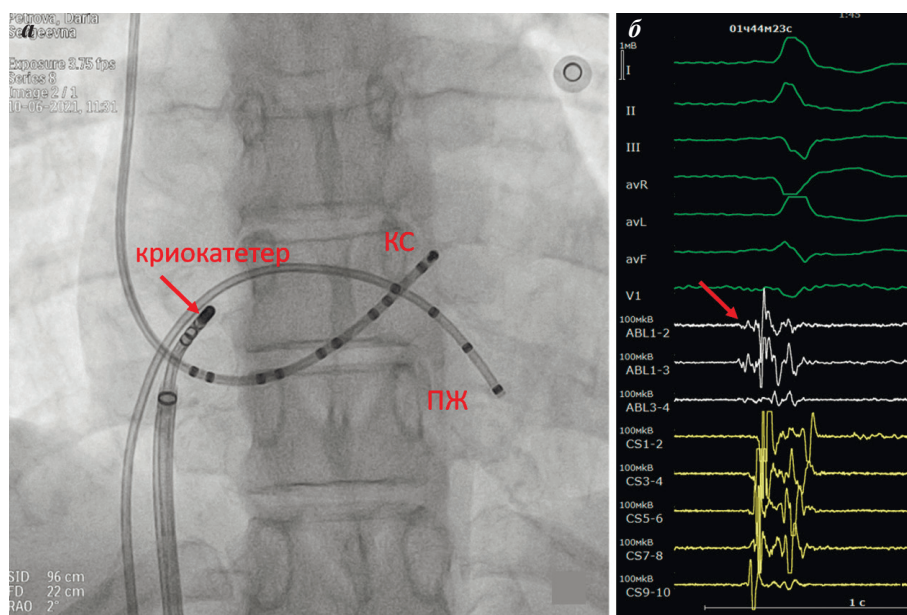 а
Petrova, Daria
Sergeevna
Exposure 3.75 fps
Series 8
Image 2 / 1
10-06-2021, 11:31
КС
криокатетер
ПЖ
SID 96 cm
FD 22 cm
RAO 2°
б
1:45
01ч44м23с
1мВ
I
II
III
avR
avL
avF
V1
100мкВ
ABL1-2
100мкВ
ABL1-3
100мкВ
ABL3-4
100мкВ
CS1-2
100мкВ
CS3-4
100мкВ
CS5-6
100мкВ
CS7-8
100мкВ
CS9-10
1 с